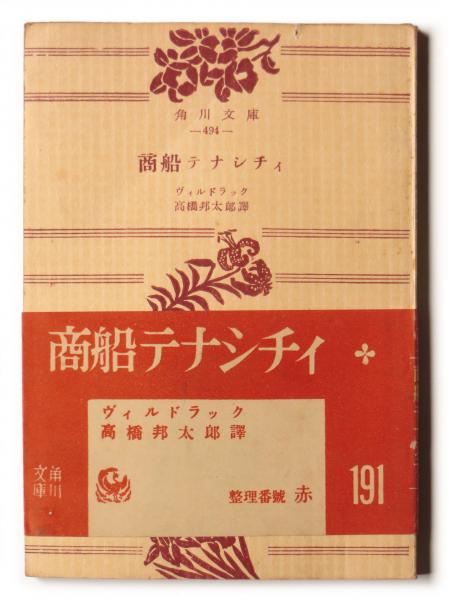 角川文庫
—494—
商船テナシティ
ヴィルドラック
高橋邦太郎譯
商船テナシティ
ヴィルドラック
高橋邦太郎譯
角川文庫
整理番號 赤
191